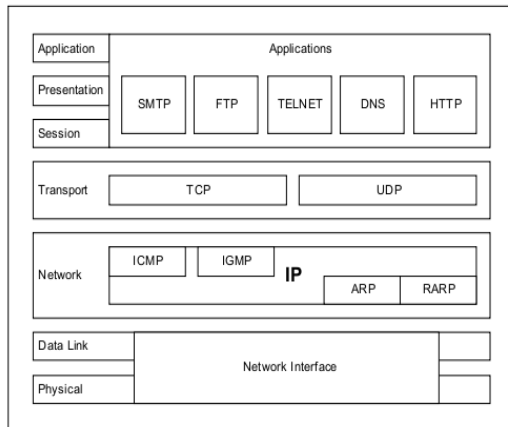 Application
Applications
Presentation
SMTP
FTP
TELNET
DNS
HTTP
Session
Transport
TCP
UDP
ICMP
IGMP
IP
Network
ARP
RARP
Data Link
Network Interface
Physical